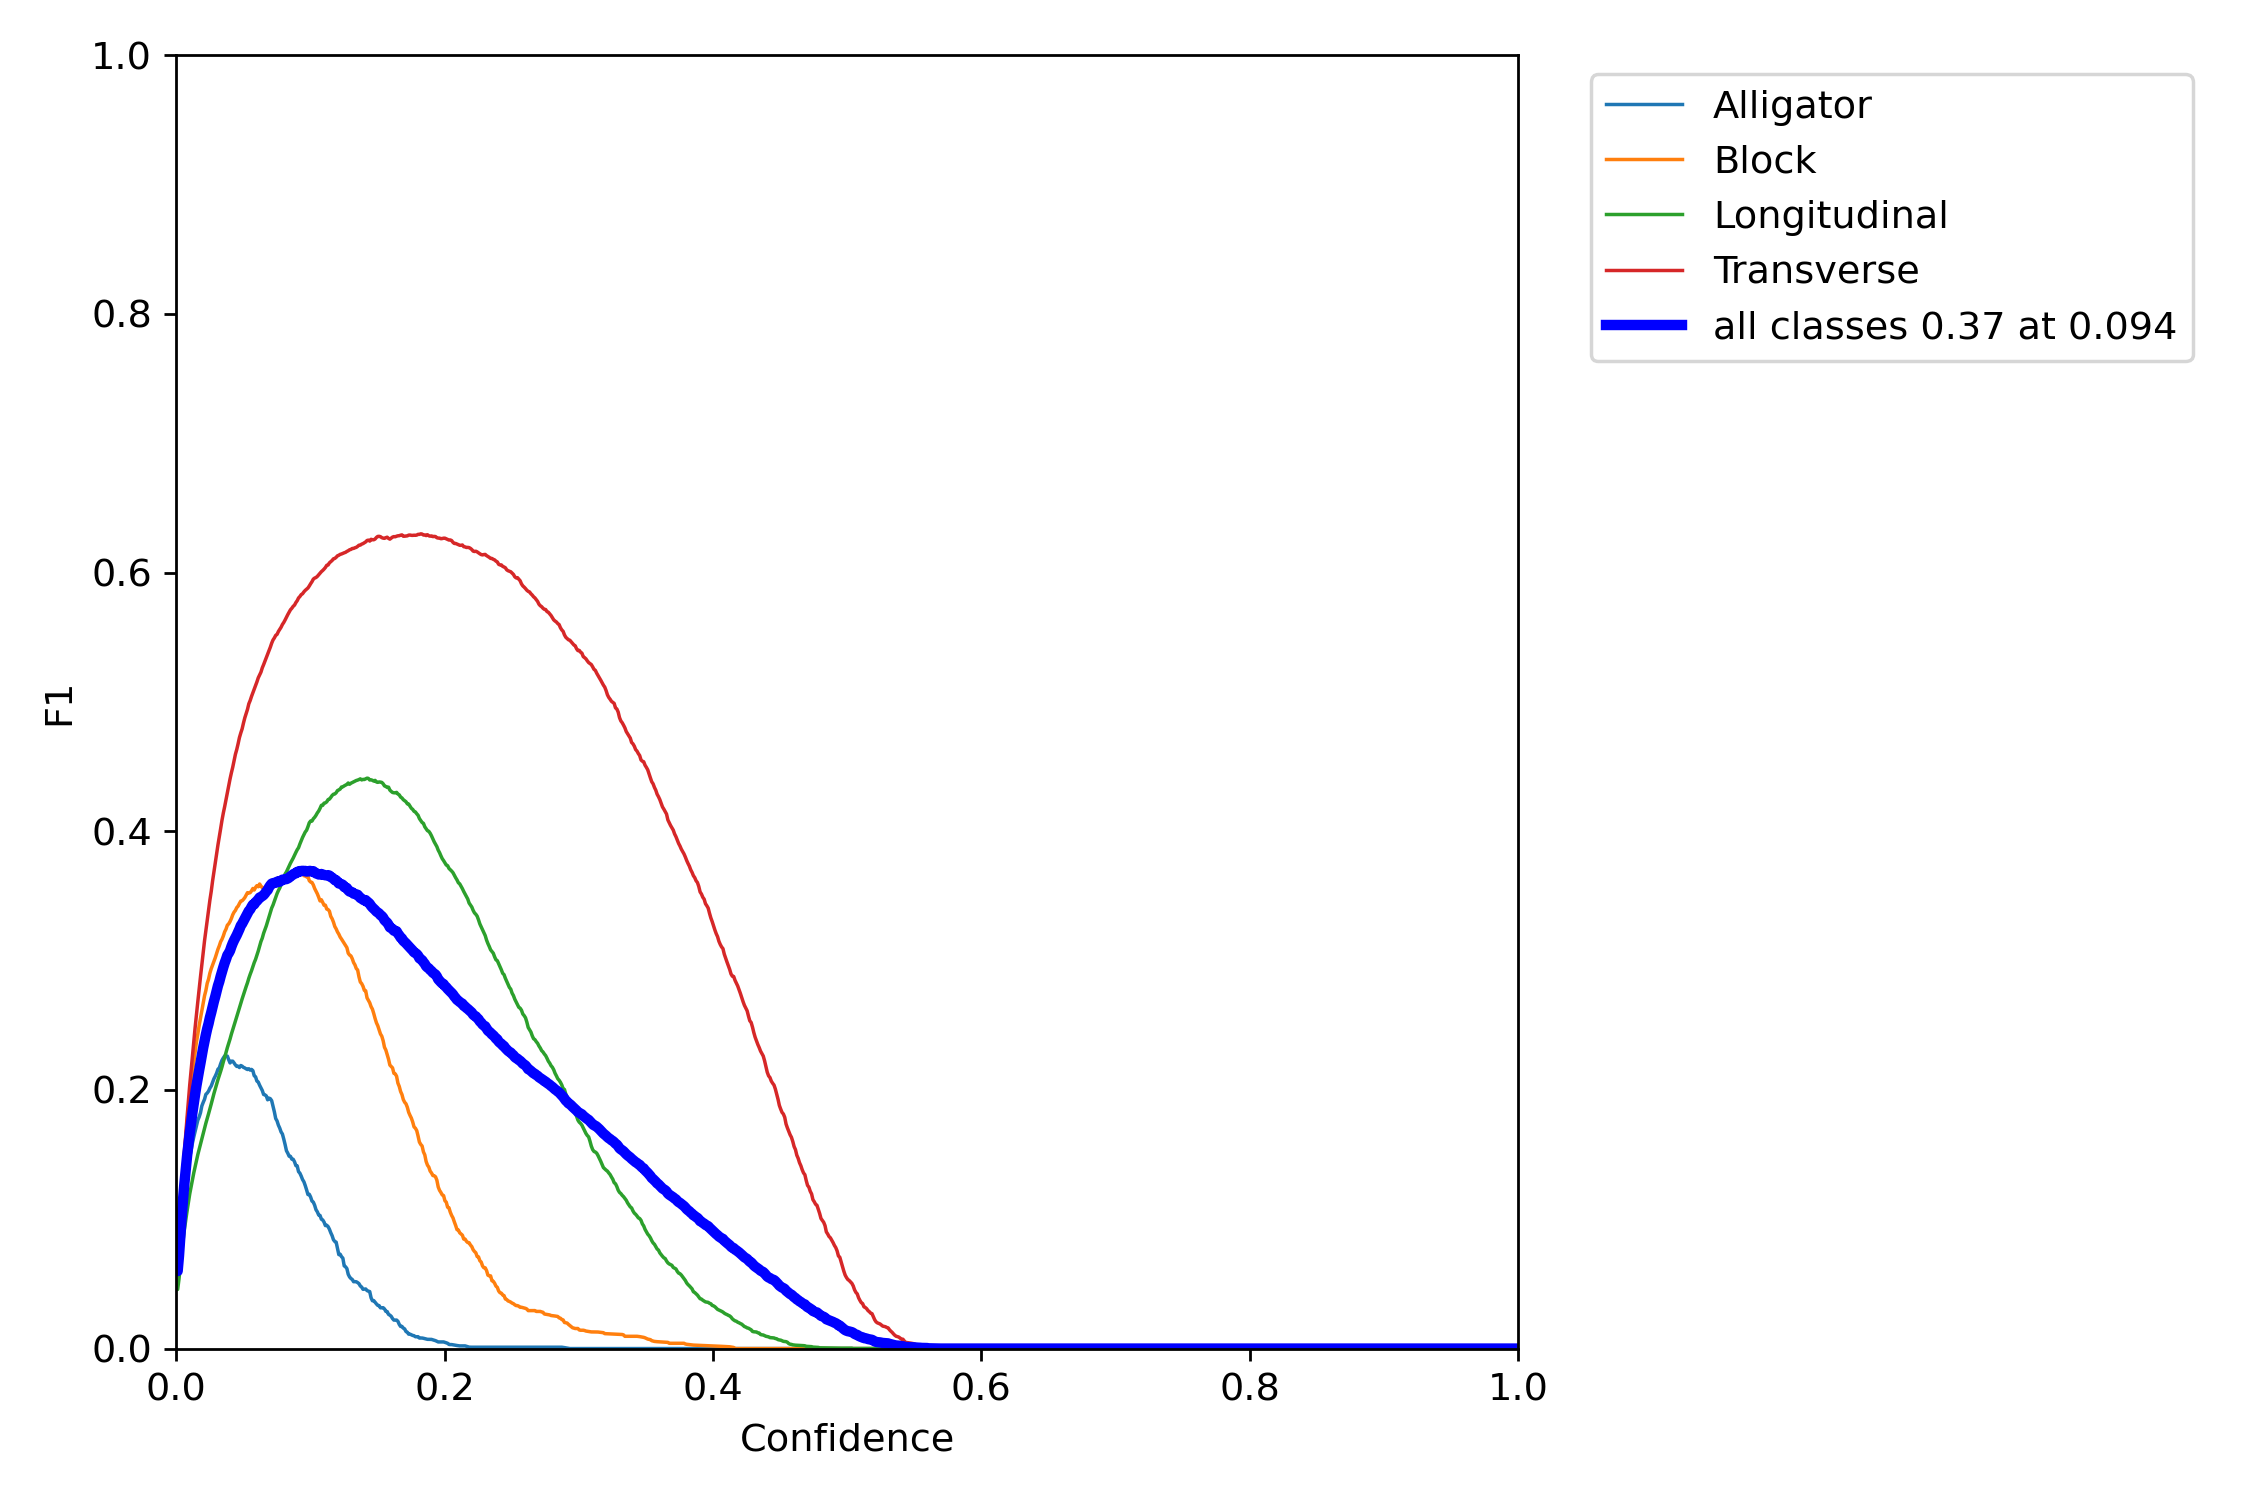 1.0
0.8
0.6
0.4
0.2
0.0
F1
0.0 0.2 0.4 0.6 0.8 1.0
Confidence
Alligator
Block
Longitudinal
Transverse
all classes 0.37 at 0.094